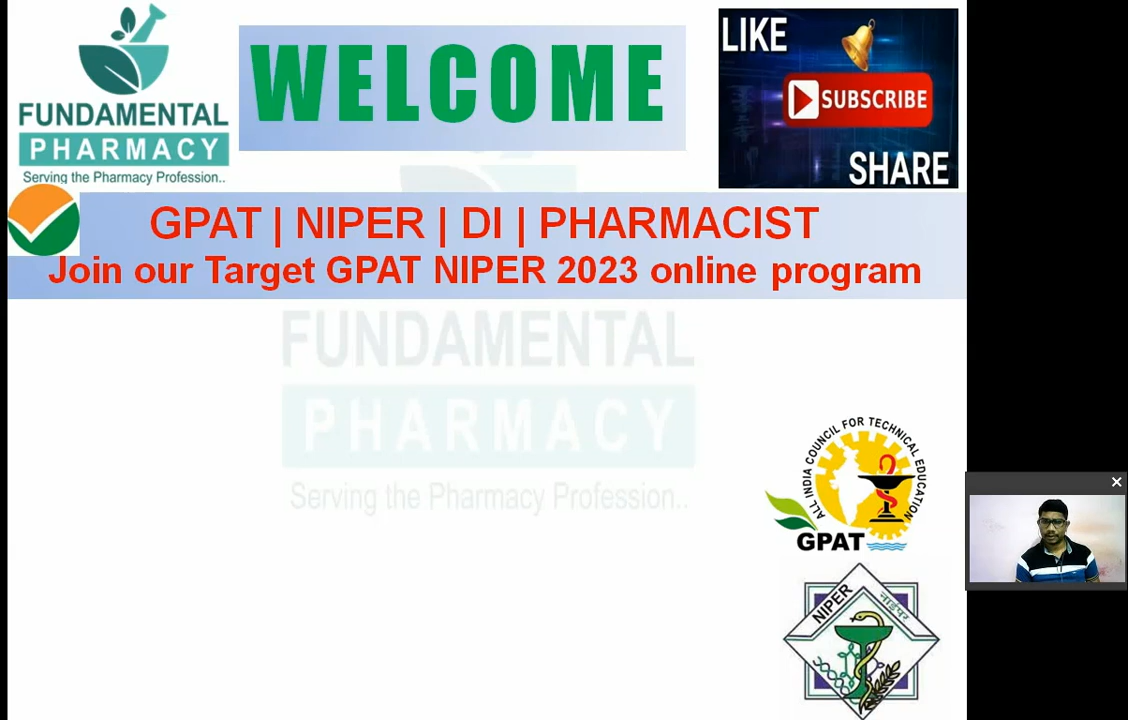 FUNDAMENTAL
PHARMACY
Serving the Pharmacy Profession..
WELCOME
LIKE
SUBSCRIBE
SHARE
GPAT | NIPER | DI | PHARMACIST
Join our Target GPAT NIPER 2023 online program
FUNDAMENTAL
PHARMACY
Serving the Pharmacy Profession..
ALL INDIA COUNCIL FOR TECHNICAL EDUCATION
GPAT
NIPER
नाईपर